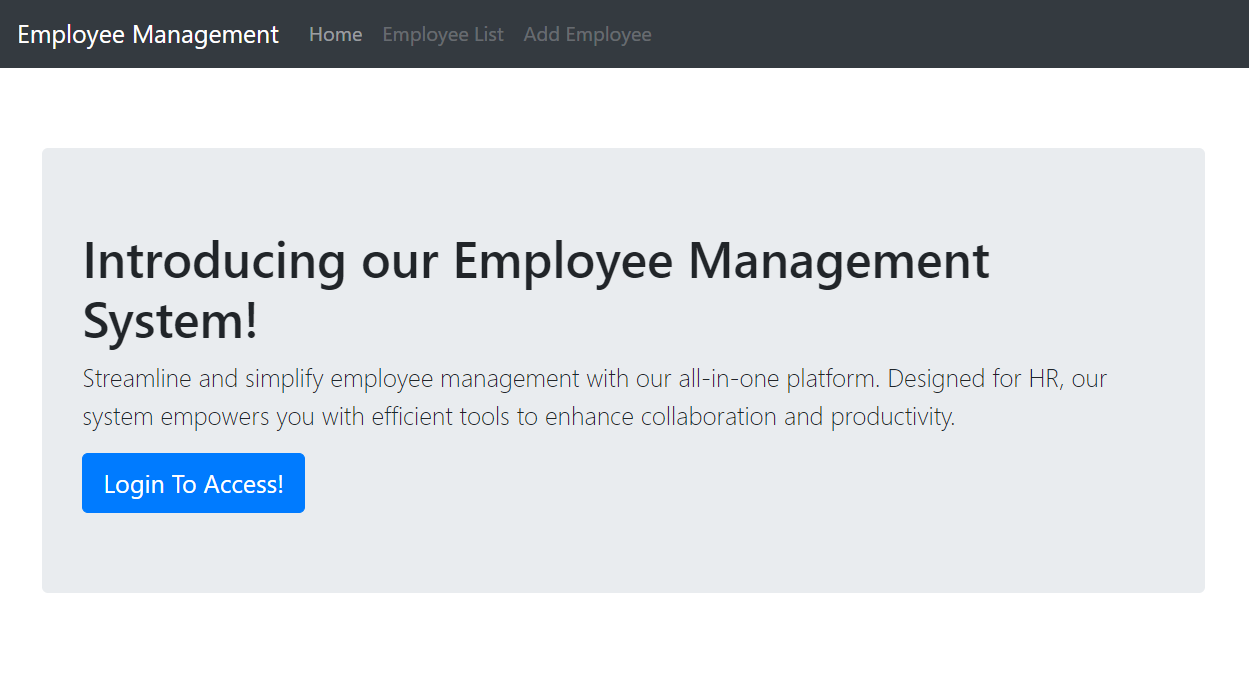 Employee Management Home Employee List Add Employee
Introducing our Employee Management
System!
Streamline and simplify employee management with our all-in-one platform. Designed for HR, our
system empowers you with efficient tools to enhance collaboration and productivity.
Login To Access!